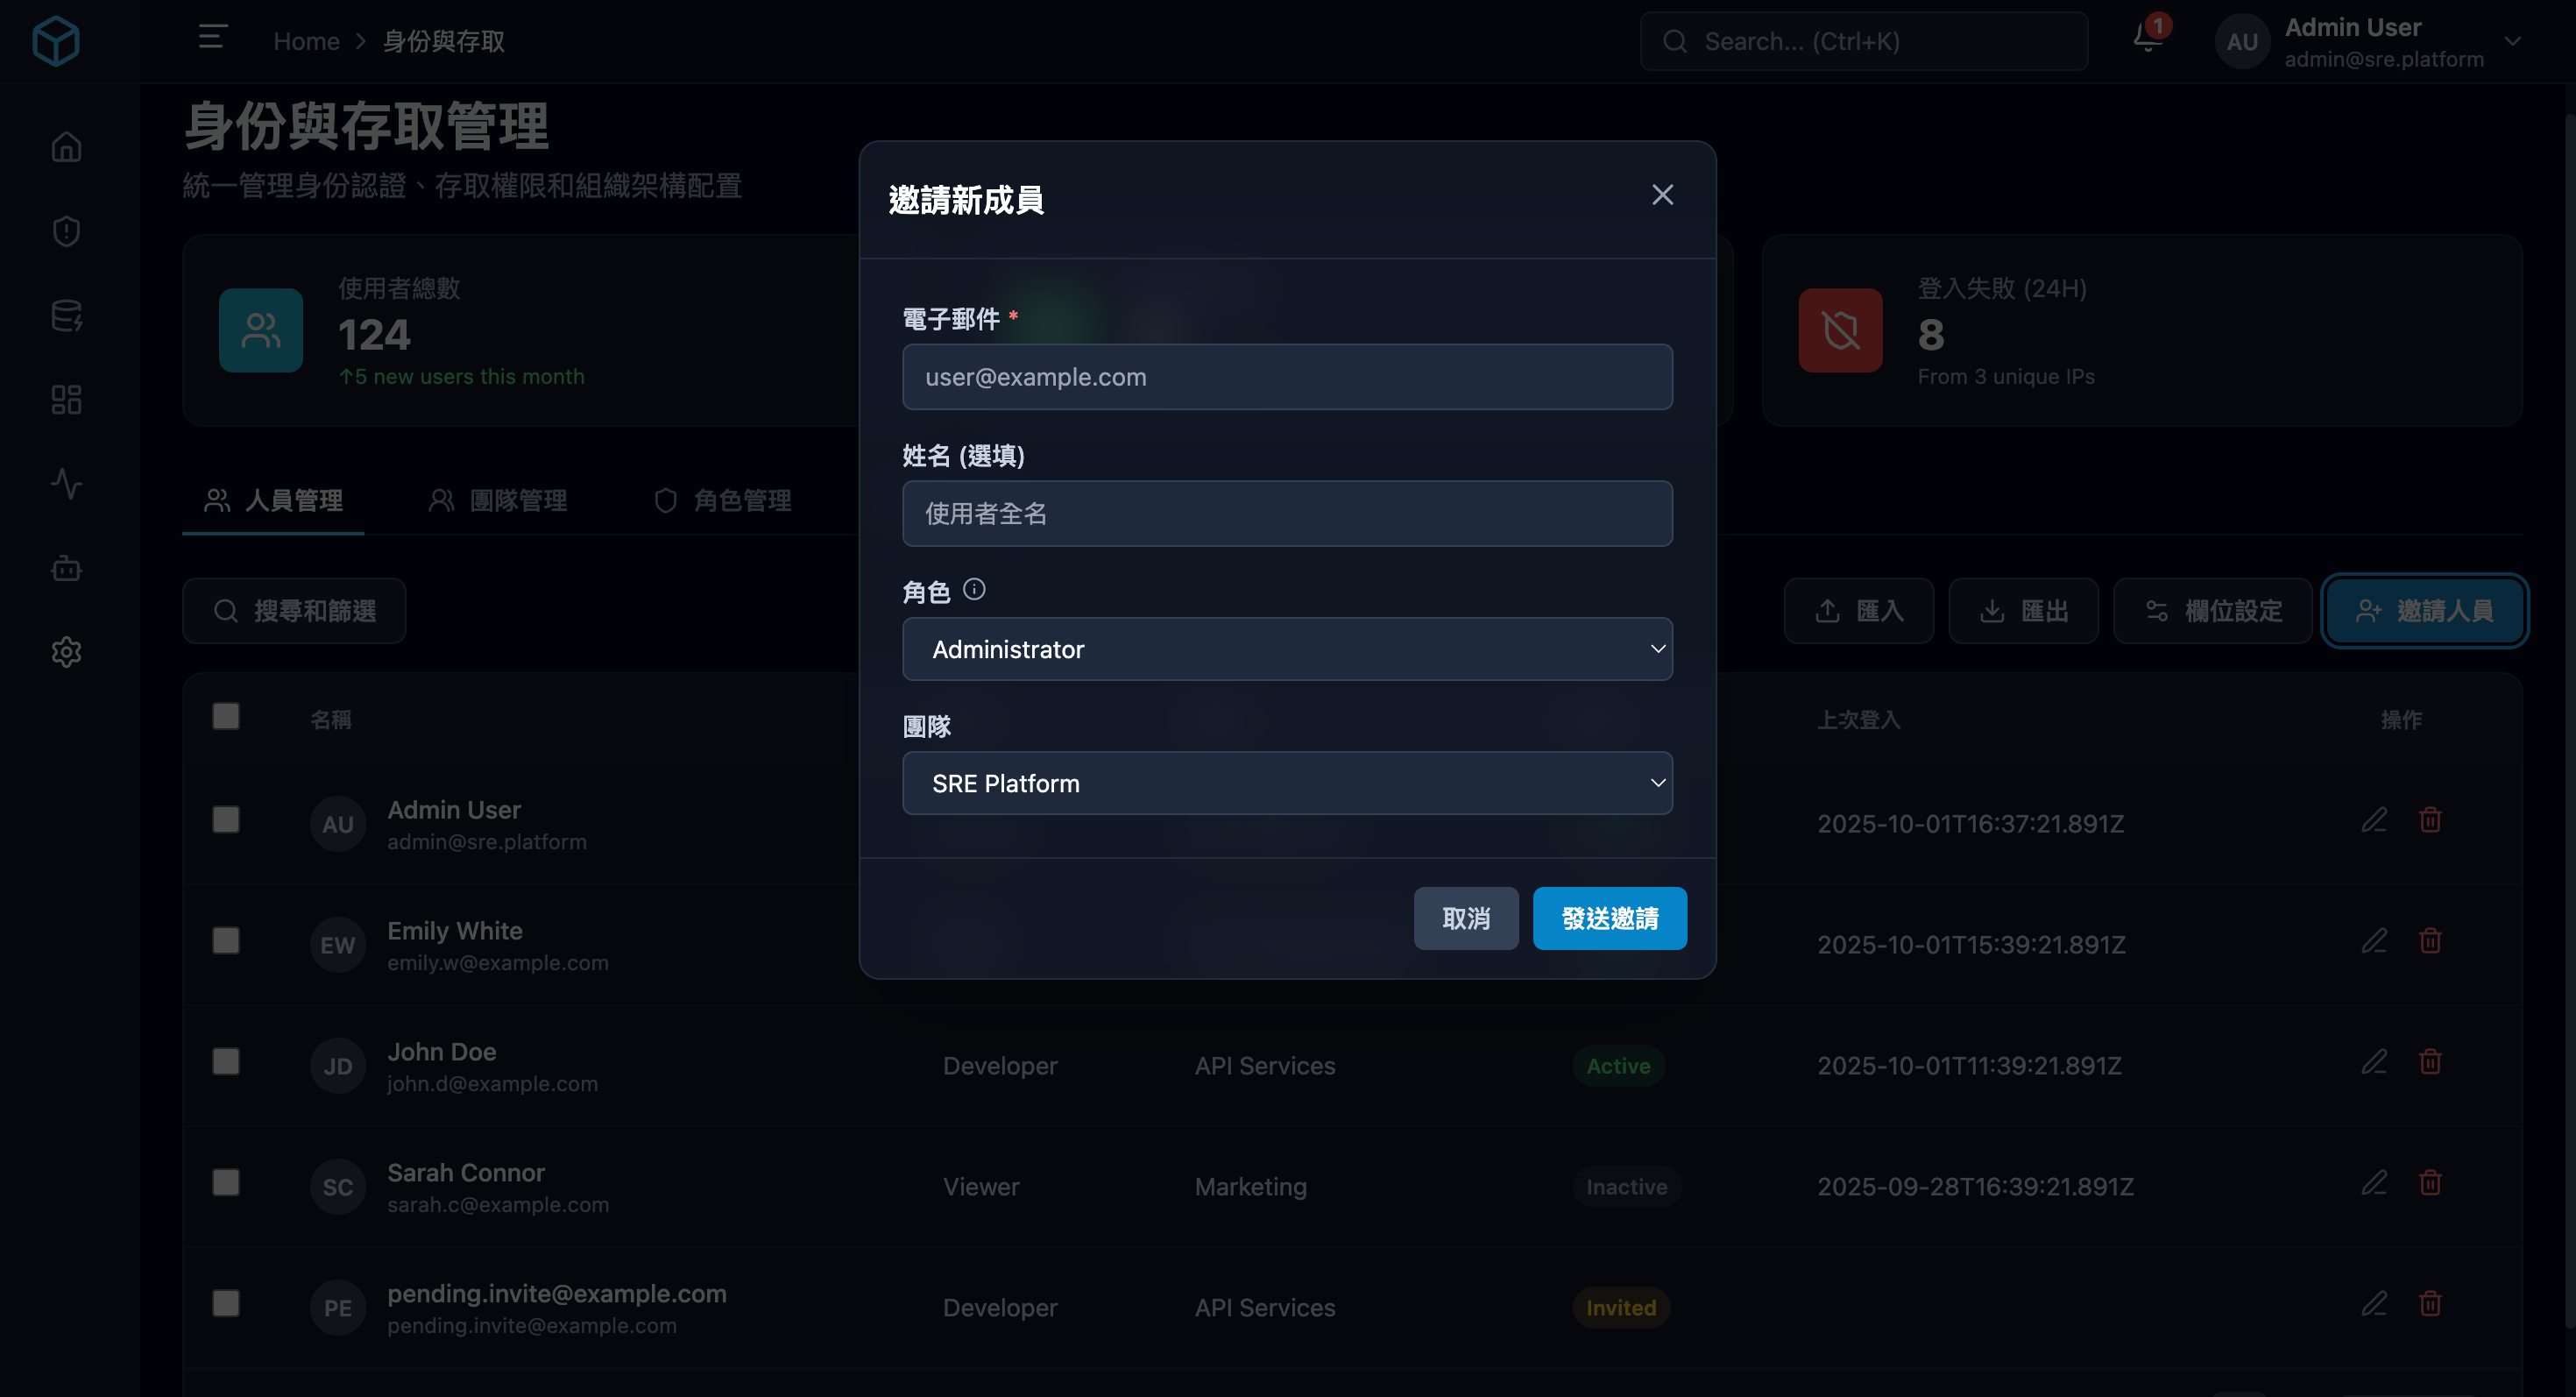 Home > 身份與存取
Search... (Ctrl+K)
1
AU
Admin User
admin@sre.platform
身份與存取管理
統一管理身份認證、存取權限和組織架構配置
使用者總數
124
↑5 new users this month
登入失敗 (24H)
8
From 3 unique IPs
人員管理
團隊管理
角色管理
搜尋和篩選
匯入
匯出
欄位設定
邀請人員
名稱
上次登入
操作
AU
Admin User
admin@sre.platform
2025-10-01T16:37:21.891Z
EW
Emily White
emily.w@example.com
2025-10-01T15:39:21.891Z
JD
John Doe
john.d@example.com
Developer
API Services
Active
2025-10-01T11:39:21.891Z
SC
Sarah Connor
sarah.c@example.com
Viewer
Marketing
Inactive
2025-09-28T16:39:21.891Z
PE
pending.invite@example.com
pending.invite@example.com
Developer
API Services
Invited
邀請新成員
電子郵件 *
user@example.com
姓名 (選填)
使用者全名
角色
Administrator
團隊
SRE Platform
取消
發送邀請